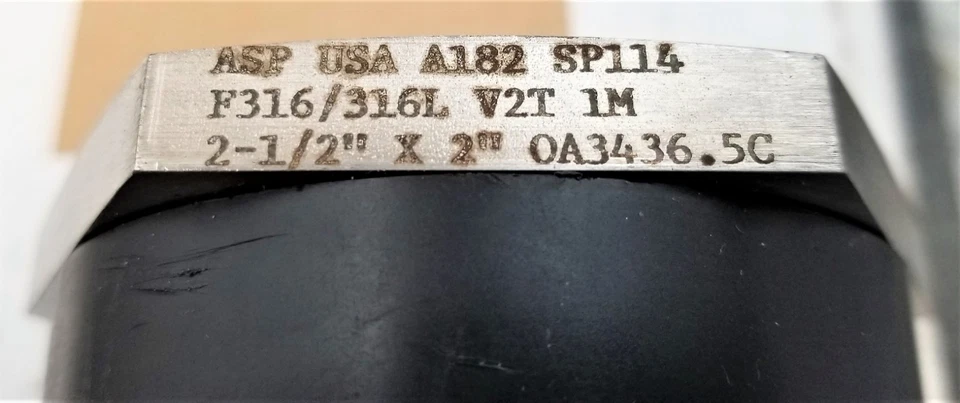 ASP USA A182 SP114
F316/316L V2T 1M
2-1/2" X 2" OA3436.5C